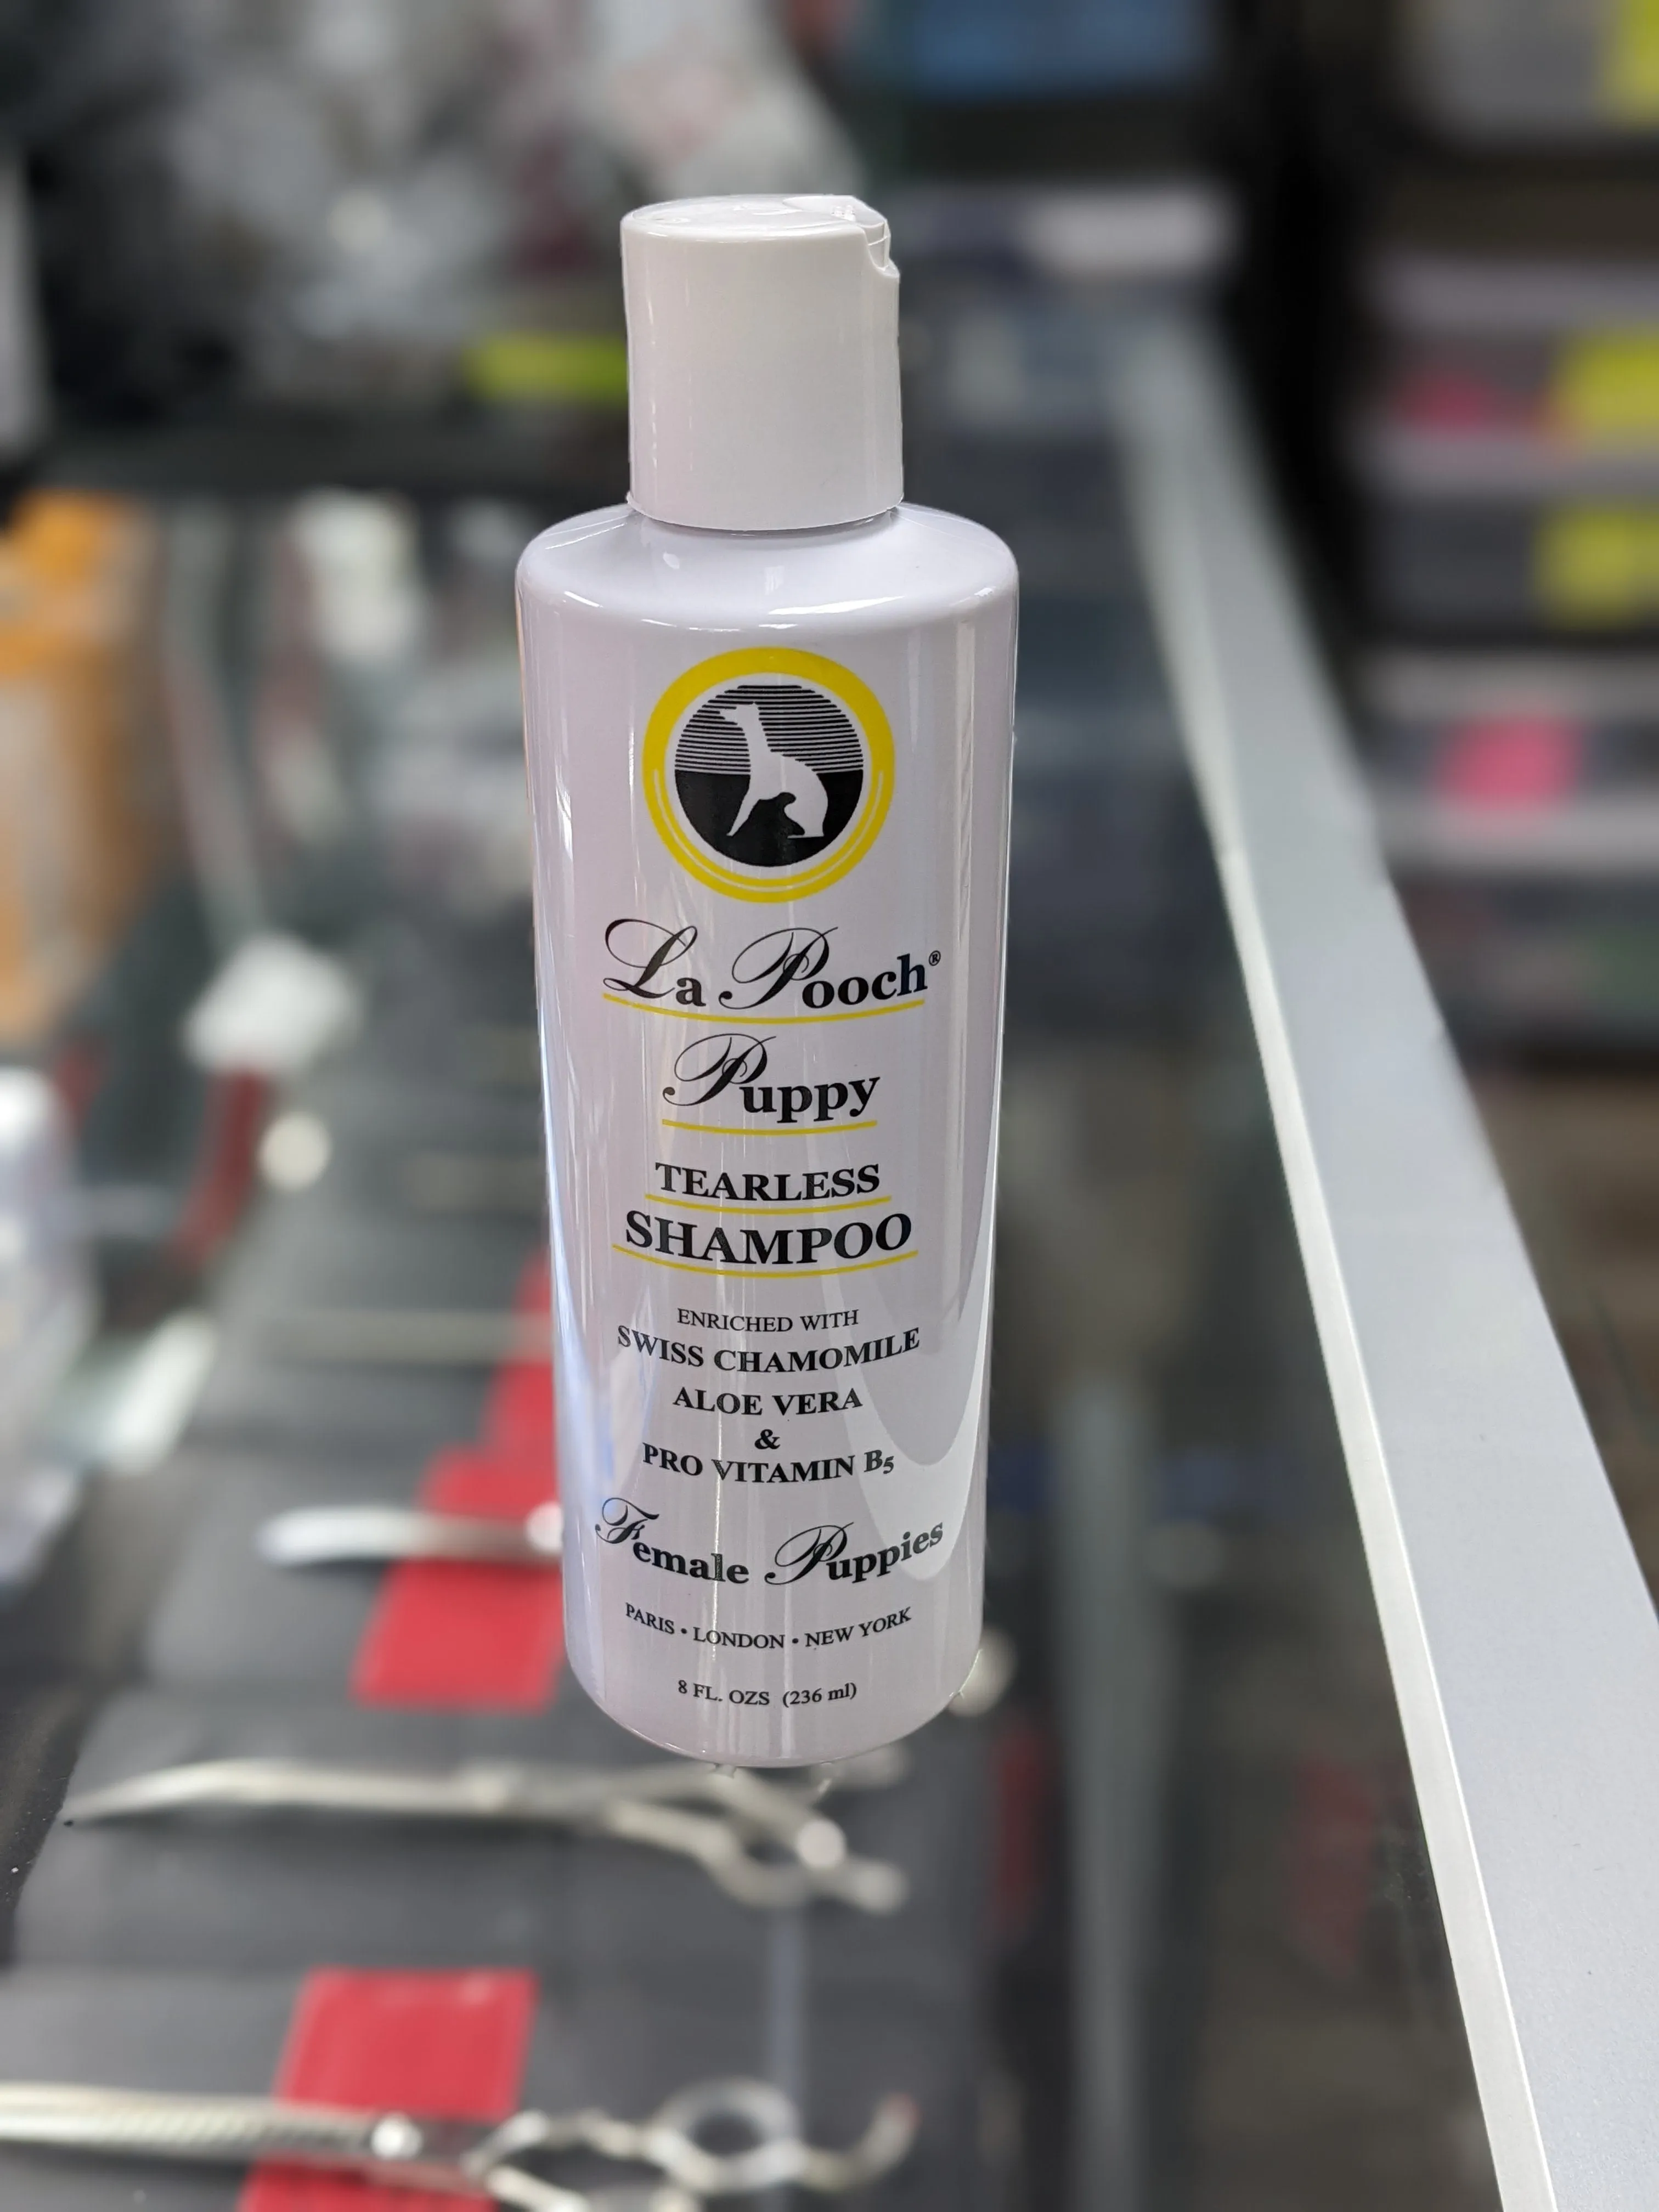 La Pooch®
Puppy
TEARLESS
SHAMPOO
ENRICHED WITH
SWISS CHAMOMILE
ALOE VERA
&
PRO VITAMIN B5
Female Puppies
PARIS • LONDON • NEW YORK
8 FL. OZS (236 ml)